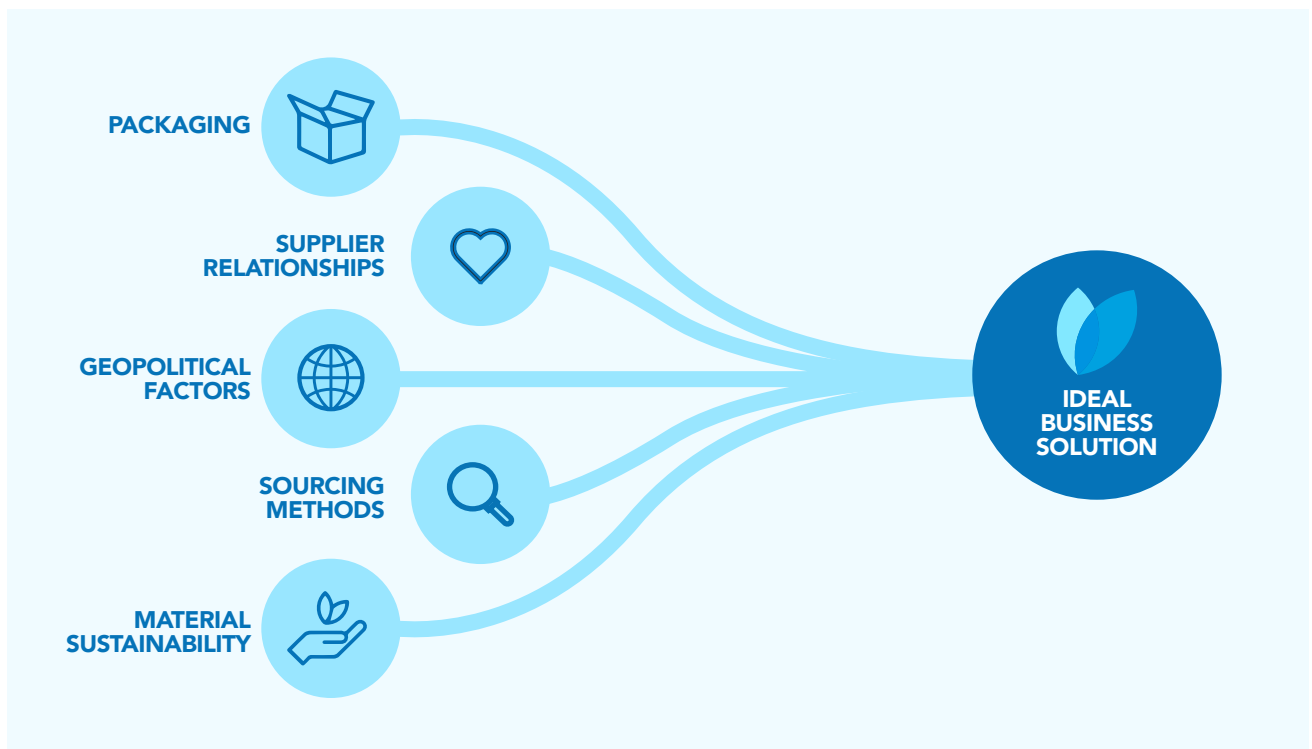 PACKAGING
SUPPLIER
RELATIONSHIPS
GEOPOLITICAL
FACTORS
SOURCING
METHODS
MATERIAL
SUSTAINABILITY
IDEAL
BUSINESS
SOLUTION